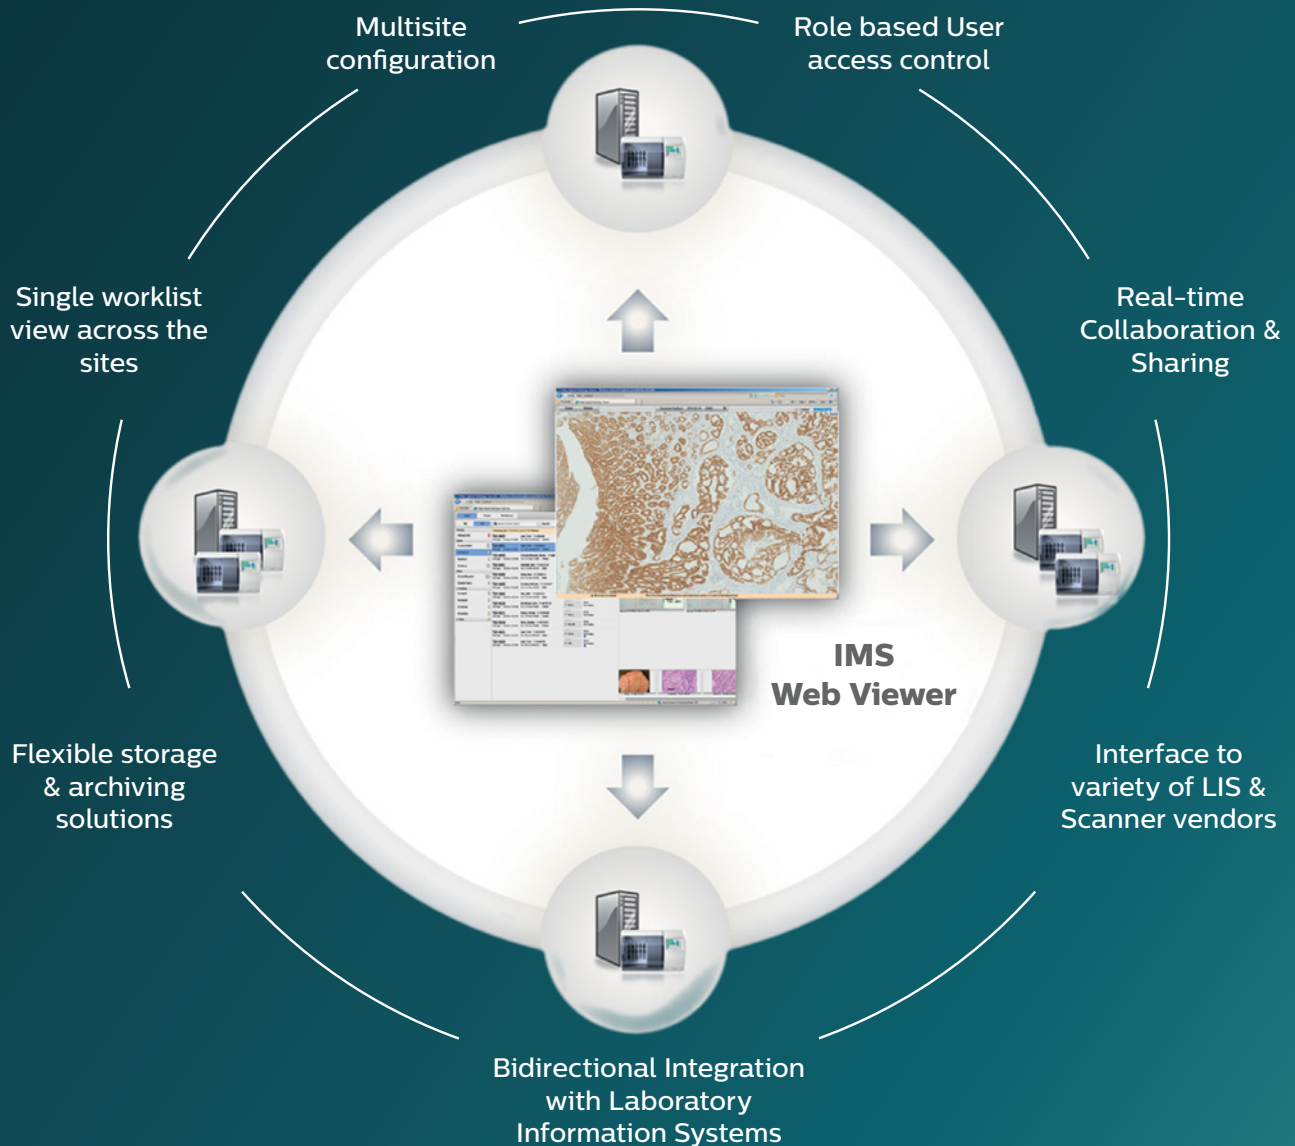 Multisite
configuration
Role based User
access control
Single worklist
view across the
sites
Real-time
Collaboration &
Sharing
IMS
Web Viewer
Flexible storage
& archiving
solutions
Interface to
variety of LIS &
Scanner vendors
Bidirectional Integration
with Laboratory
Information Systems